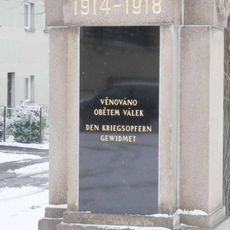 1914-1918
VĚNOVÁNO
OBĚTEM VÁLEK
DEN KRIEGSOPFERN
GEWIDMET